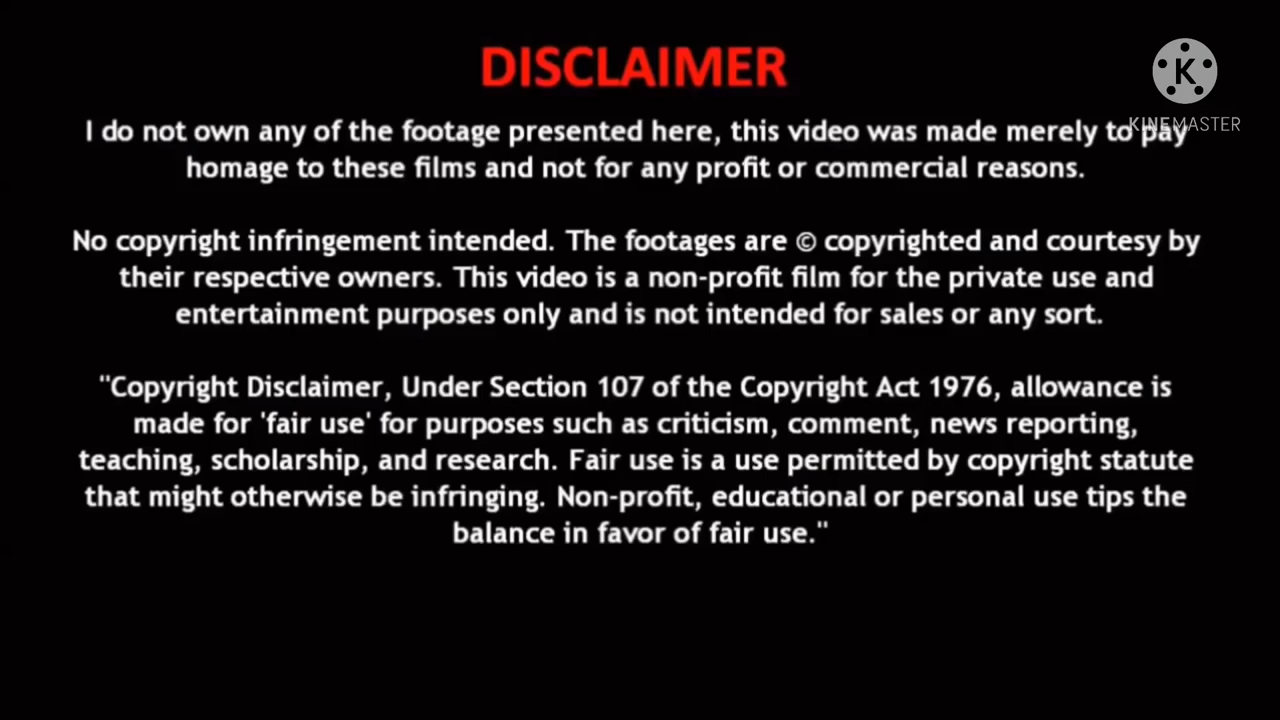 DISCLAIMER
K
KINEMASTER
I do not own any of the footage presented here, this video was made merely to pay
homage to these films and not for any profit or commercial reasons.
No copyright infringement intended. The footages are © copyrighted and courtesy by
their respective owners. This video is a non-profit film for the private use and
entertainment purposes only and is not intended for sales or any sort.
"Copyright Disclaimer, Under Section 107 of the Copyright Act 1976, allowance is
made for 'fair use' for purposes such as criticism, comment, news reporting,
teaching, scholarship, and research. Fair use is a use permitted by copyright statute
that might otherwise be infringing. Non-profit, educational or personal use tips the
balance in favor of fair use."